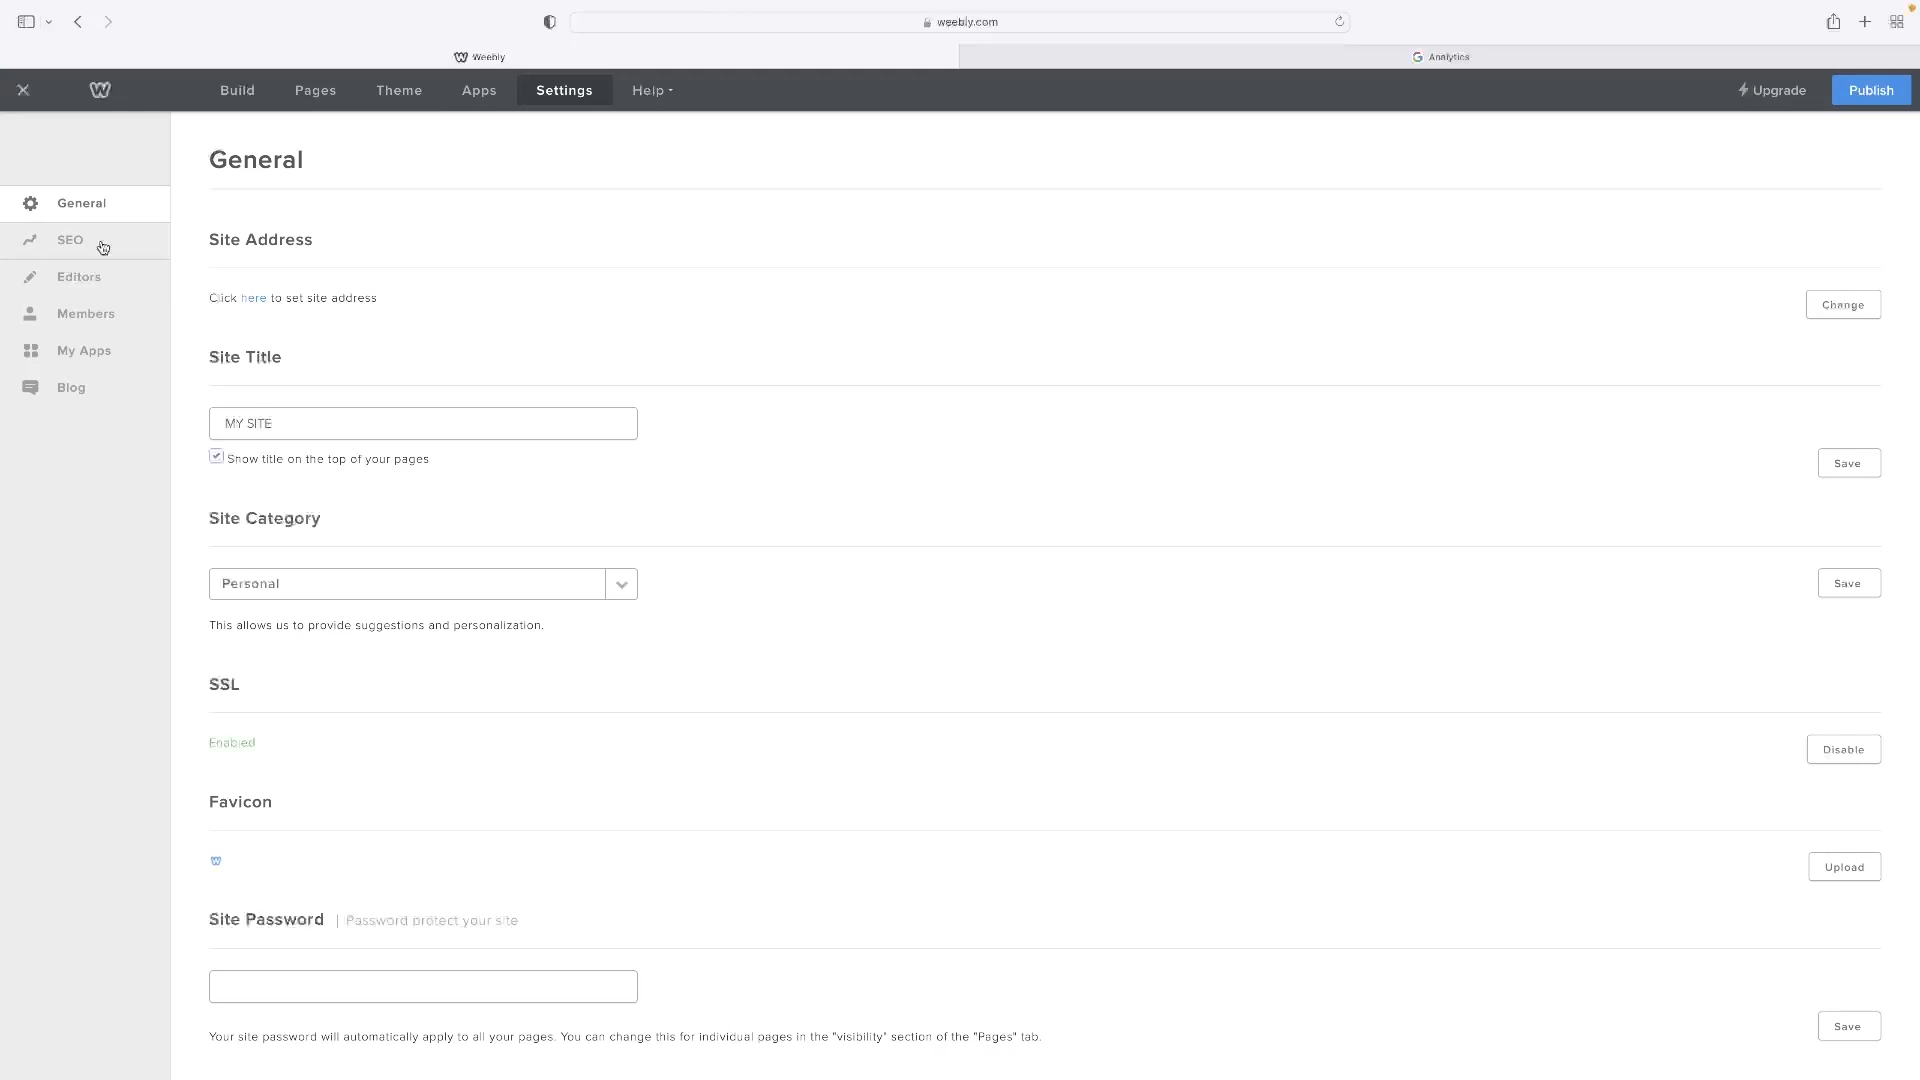 weebly.com
Weebly
Analytics
Build
Pages
Theme
Apps
Settings
Help
Upgrade
Publish
General
SEO
Editors
Members
My Apps
Blog
General
Site Address
Click here to set site address
Change
Site Title
MY SITE
Show title on the top of your pages
Save
Site Category
Personal
Save
This allows us to provide suggestions and personalization.
SSL
Enabled
Disable
Favicon
Upload
Site Password | Password protect your site
Your site password will automatically apply to all your pages. You can change this for individual pages in the "visibility" section of the "Pages" tab.
Save